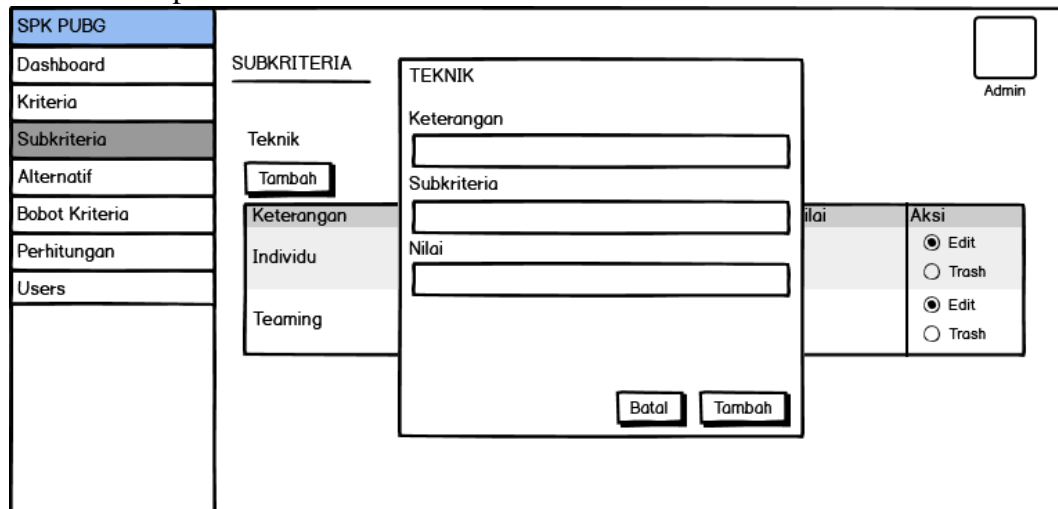 SPK PUBG
Dashboard
Kriteria
Subkriteria
Alternatif
Bobot Kriteria
Perhitungan
Users
SUBKRITERIA
Admin
Teknik
Tambah
Keterangan
ilai
Aksi
Individu
Edit
Trash
Teaming
Edit
Trash
TEKNIK
Keterangan
Subkriteria
Nilai
Batal
Tambah